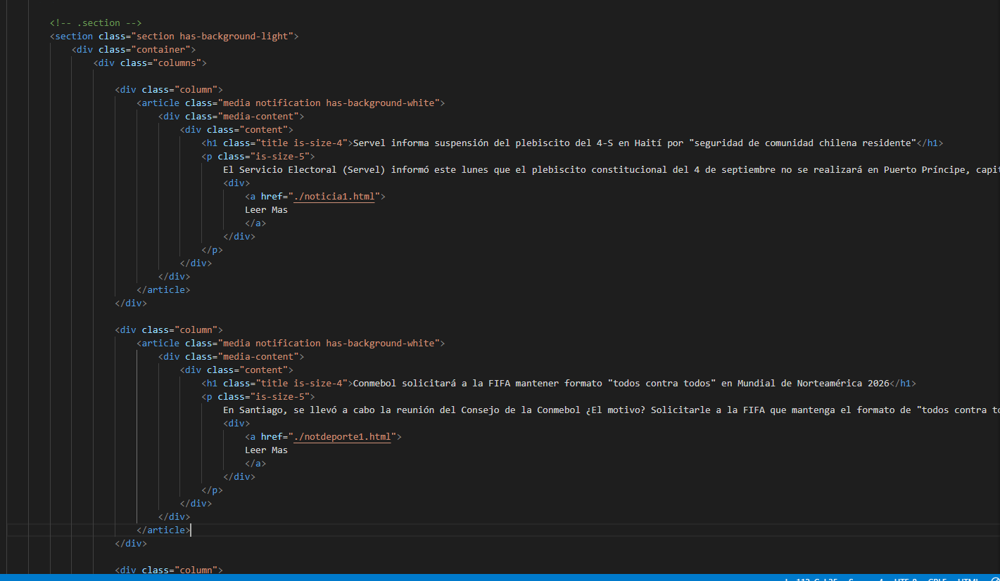 <!-- .section -->
<section class="section has-background-light">
<div class="container">
<div class="columns">
<div class="column">
<article class="media notification has-background-white">
<div class="media-content">
<div class="content">
<h1 class="title is-size-4">Servel informa suspensión del plebiscito del 4-S en Haití por "seguridad de comunidad chilena residente"</h1>
<p class="is-size-5">
El Servicio Electoral (Servel) informó este lunes que el plebiscito constitucional del 4 de septiembre no se realizará en Puerto Príncipe, capit
<div>
<a href="./noticia1.html">
Leer Mas
</a>
</div>
</p>
</div>
</div>
</article>
</div>
<div class="column">
<article class="media notification has-background-white">
<div class="media-content">
<div class="content">
<h1 class="title is-size-4">Conmebol solicitará a la FIFA mantener formato "todos contra todos" en Mundial de Norteamérica 2026</h1>
<p class="is-size-5">
En Santiago, se llevó a cabo la reunión del Consejo de la Conmebol ¿El motivo? Solicitarle a la FIFA que mantenga el formato de "todos contra to
<div>
<a href="./notdeporte1.html">
Leer Mas
</a>
</div>
</p>
</div>
</div>
</article>
</div>
<div class="column">